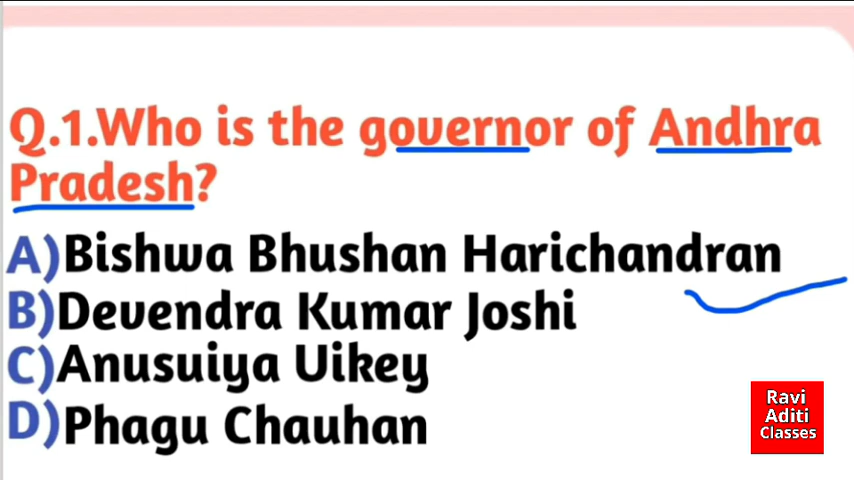 Q.1.Who is the governor of Andhra
Pradesh?
A)Bishwa Bhushan Harichandran
B)Devendra Kumar Joshi
C)Anusuiya Uikey
D)Phagu Chauhan
Ravi
Aditi
Classes